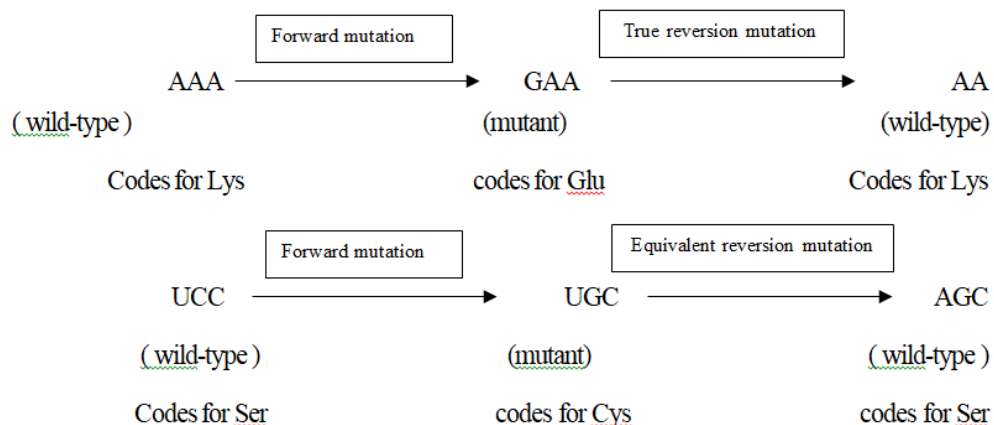 Forward mutation
True reversion mutation
AAA GAA AA
( wild-type ) (mutant) (wild-type)
Codes for Lys codes for Glu Codes for Lys
Forward mutation
Equivalent reversion mutation
UCC UGC AGC
( wild-type ) (mutant) ( wild-type )
Codes for Ser codes for Cys codes for Ser